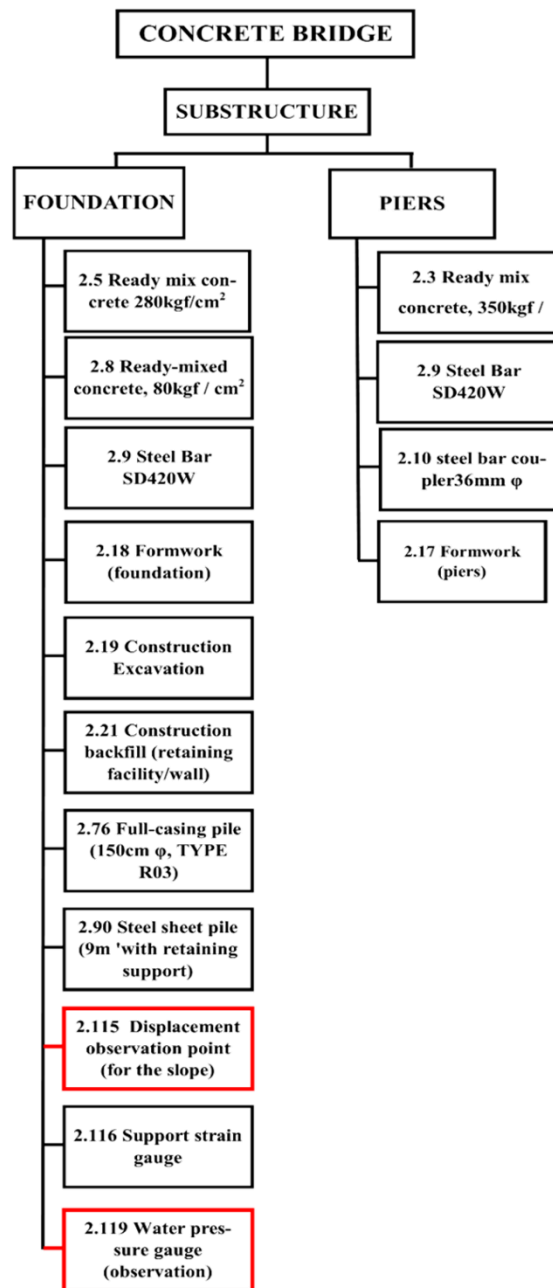 CONCRETE BRIDGE
SUBSTRUCTURE
FOUNDATION
2.5 Ready mix con-
crete 280kgf/cm²
2.8 Ready-mixed
concrete, 80kgf / cm²
2.9 Steel Bar
SD420W
2.18 Formwork
(foundation)
2.19 Construction
Excavation
2.21 Construction
backfill (retaining
facility/wall)
2.76 Full-casing pile
(150cm φ, TYPE
R03)
2.90 Steel sheet pile
(9m 'with retaining
support)
2.115 Displacement
observation point
(for the slope)
2.116 Support strain
gauge
2.119 Water pres-
sure gauge
(observation)
PIERS
2.3 Ready mix
concrete, 350kgf /
2.9 Steel Bar
SD420W
2.10 steel bar cou-
pler36mm φ
2.17 Formwork
(piers)